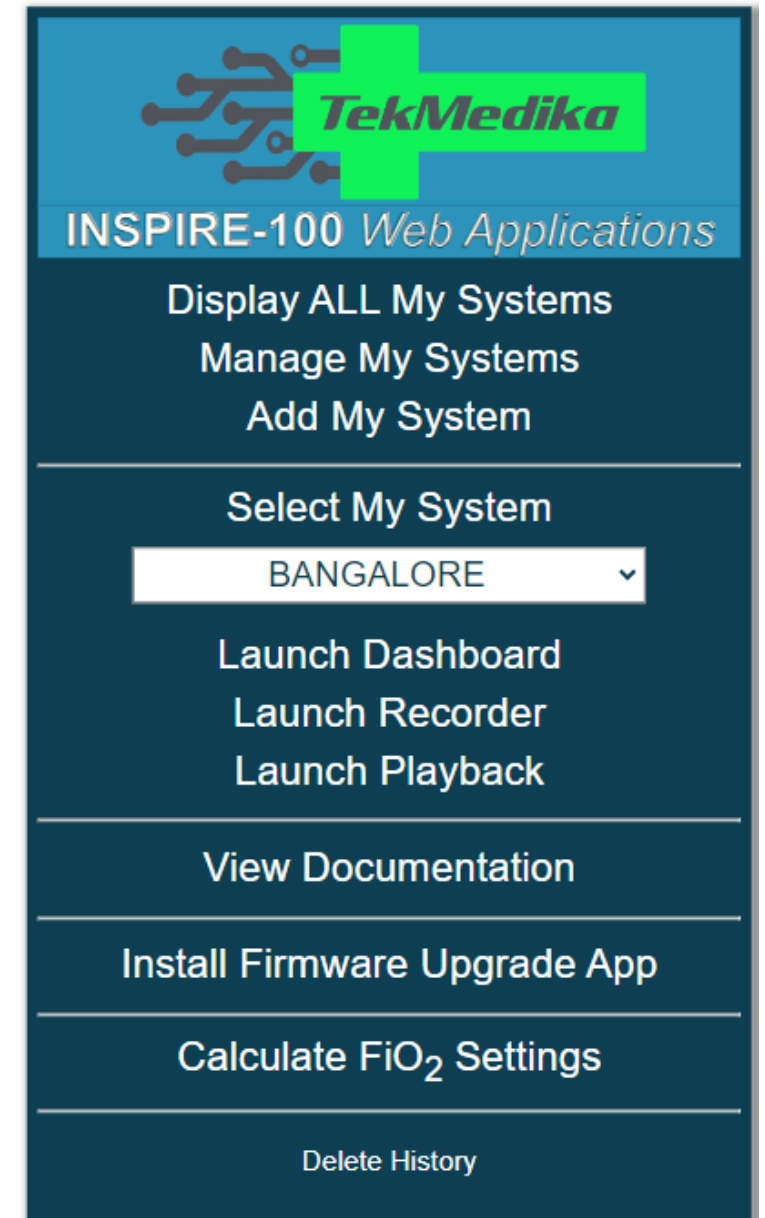 TekMedika
INSPIRE-100 Web Applications
Display ALL My Systems
Manage My Systems
Add My System
Select My System
BANGALORE
Launch Dashboard
Launch Recorder
Launch Playback
View Documentation
Install Firmware Upgrade App
Calculate FiO₂ Settings
Delete History